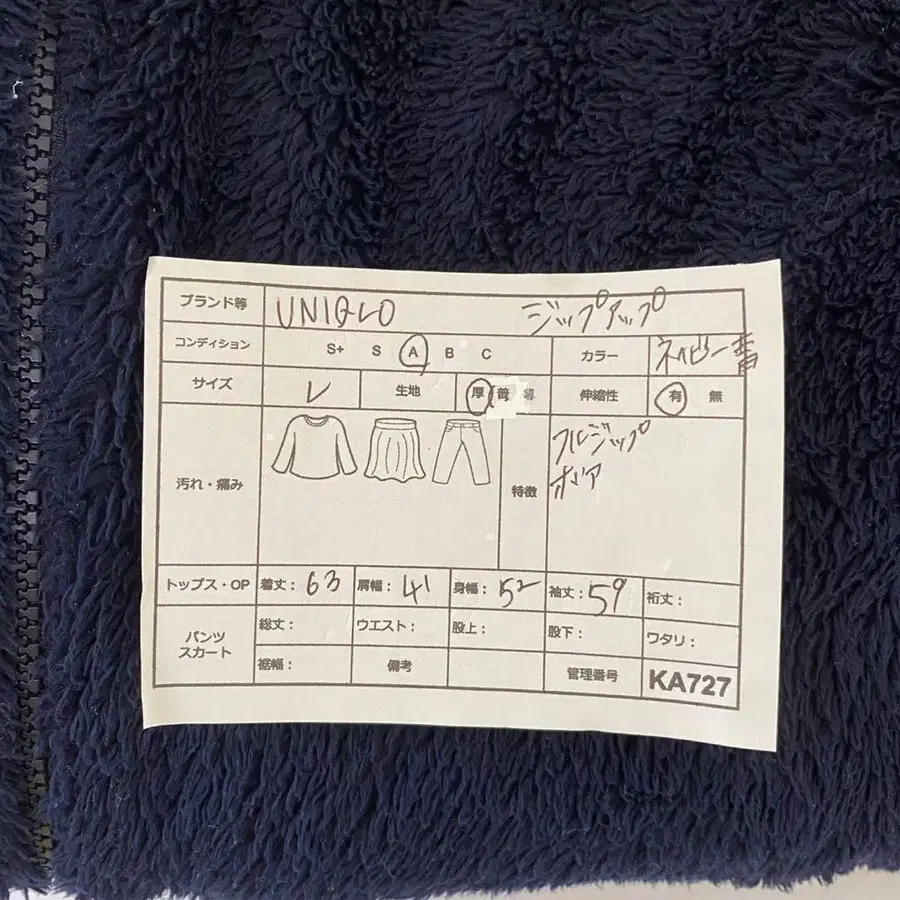 ブランド等 UNIQLO ジップアップ
コンディション S+ S A B C カラー ネイビー 青
サイズ L 生地 厚 普 薄 伸縮性 有 無
汚れ・痛み 特徴 フルジップ
ボア
トップス・OP 着丈: 63 肩幅: 41 身幅: 52 袖丈: 59 裄丈:
パンツ スカート 総丈: ウエスト: 股上: 股下: ワタリ:
裾幅: 備考 管理番号 KA727